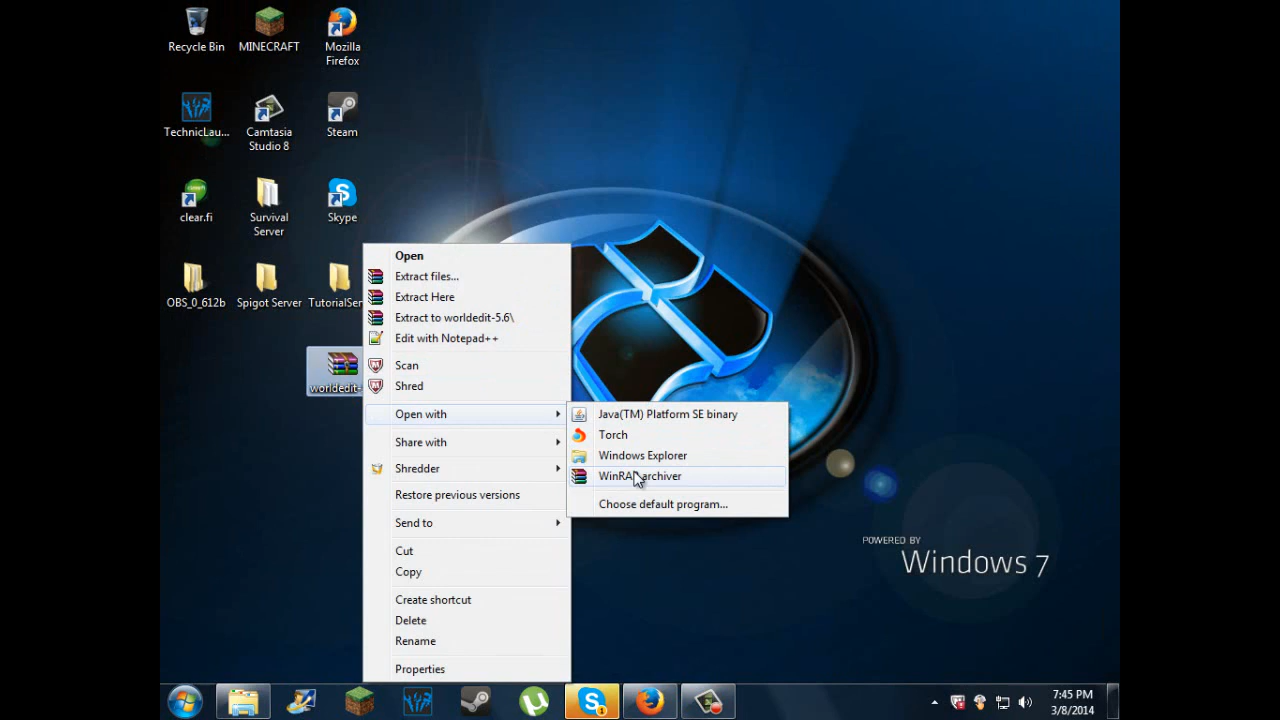 Recycle Bin
MINECRAFT
Mozilla
Firefox
TechnicLau...
Camtasia
Studio 8
Steam
clear.fi
Survival
Server
Skype
OBS_0_612b
Spigot Server
TutorialSer
worldedit-
Open
Extract files...
Extract Here
Extract to worldedit-5.6\
Edit with Notepad++
Scan
Shred
Open with
Share with
Shredder
Restore previous versions
Send to
Cut
Copy
Create shortcut
Delete
Rename
Properties
Java(TM) Platform SE binary
Torch
Windows Explorer
WinRAR archiver
Choose default program...
POWERED BY
Windows 7
7:45 PM
3/8/2014